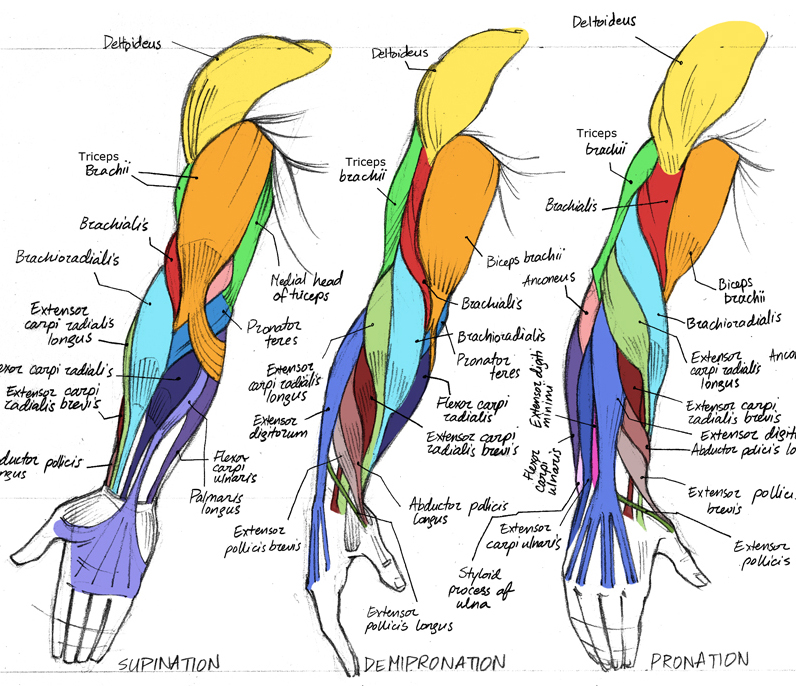 Deltoideus
Triceps
Brachii
Brachialis
Brachioradialis
Extensor
carpi radialis
longus
carpi radialis
Extensor carpi
radialis brevis
pollicis
Medial head
of triceps
Pronator
teres
Flexor
carpi
ulnaris
Palmaris
longus
SUPINATION
Deltoideus
Triceps
brachii
Biceps brachii
Brachialis
Brachioradialis
Pronator
teres
Extensor
carpi radialis
longus
Flexor carpi
radialis
Extensor
digitorum
Extensor carpi
radialis brevis
Abductor pollicis
longus
Extensor
pollicis brevis
Extensor
pollicis longus
DEMIPRONATION
Deltoideus
Triceps
brachii
Brachialis
Anconeus
Biceps
brachii
Brachioradialis
Extensor
carpi radialis
longus
Extensor digiti
minimi
Extensor carpi
radialis brevis
Extensor
Abductor pollicis
Flexor
carpi
ulnaris
Extensor
brevis
Extensor
carpi ulnaris
Extensor
pollicis
Styloid
process of
ulna
PRONATION